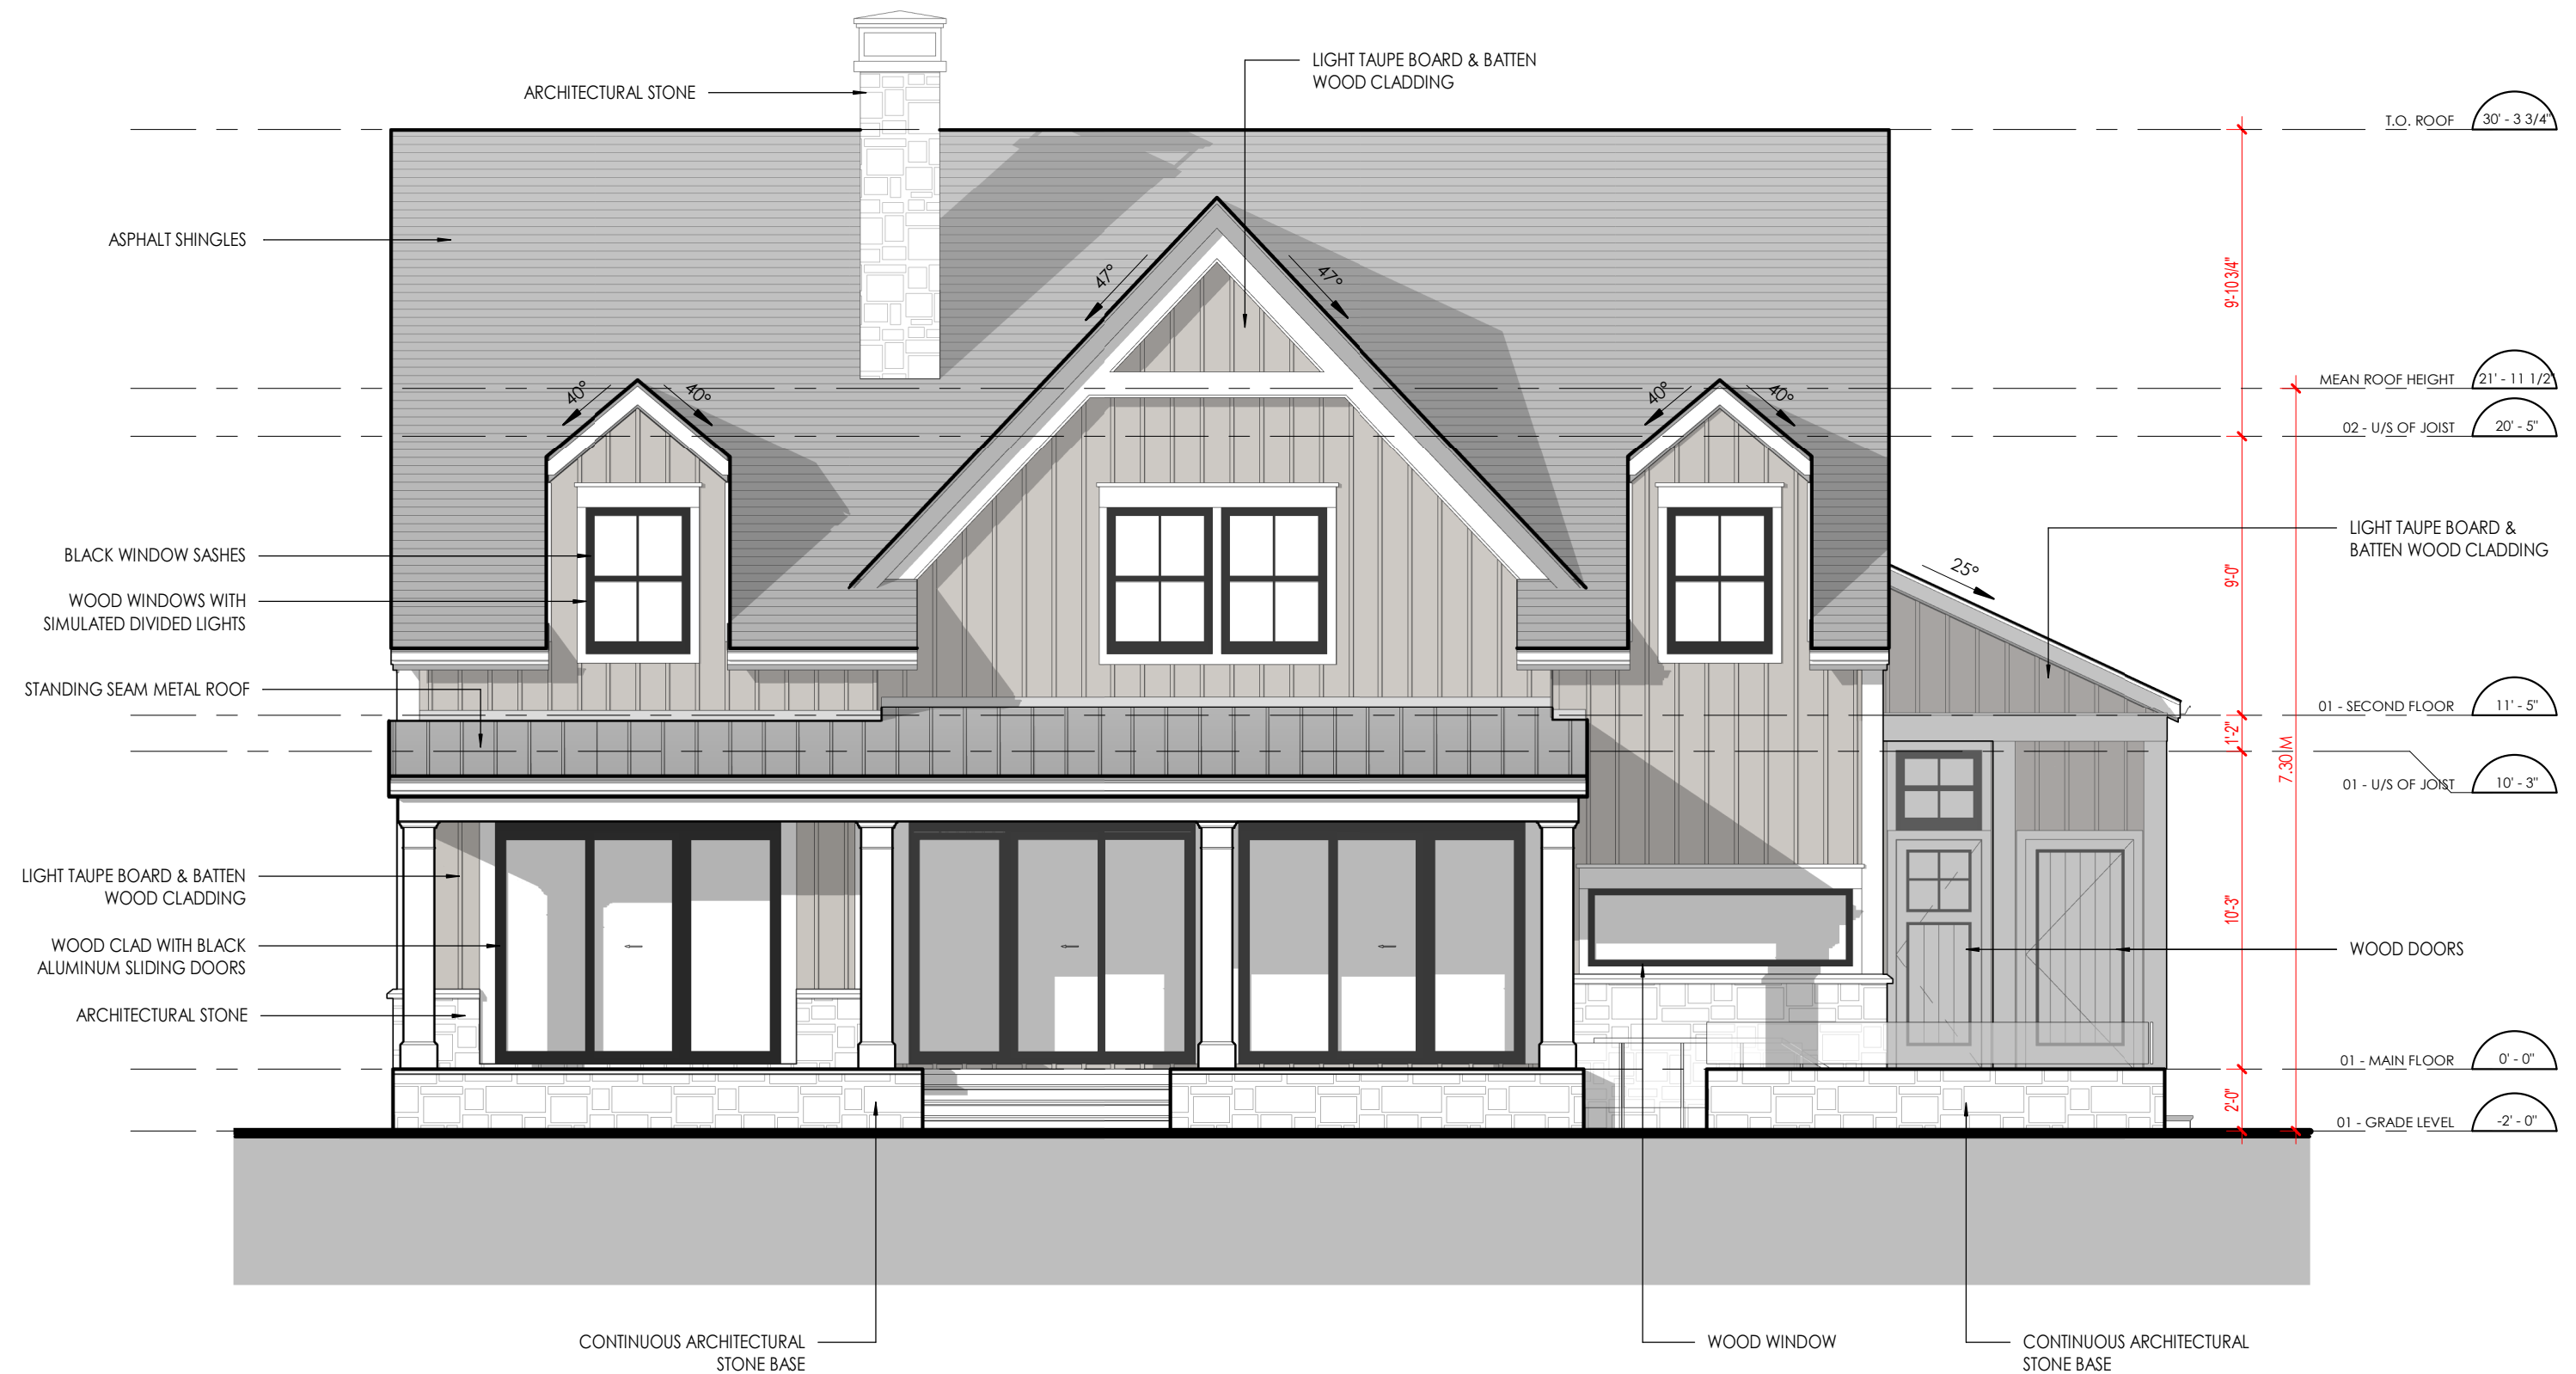 LIGHT TAUPE BOARD & BATTEN
WOOD CLADDING
ARCHITECTURAL STONE
T.O. ROOF
30' - 3 3/4"
ASPHALT SHINGLES
47°
47°
9'-10 3/4"
MEAN ROOF HEIGHT
21' - 11 1/2"
40°
40°
40°
40°
02 - U/S OF JOIST
20' - 5"
BLACK WINDOW SASHES
WOOD WINDOWS WITH
SIMULATED DIVIDED LIGHTS
25°
9'-0"
LIGHT TAUPE BOARD &
BATTEN WOOD CLADDING
STANDING SEAM METAL ROOF
01 - SECOND FLOOR
11' - 5"
1'-2"
7.30 M
01 - U/S OF JOIST
10' - 3"
LIGHT TAUPE BOARD & BATTEN
WOOD CLADDING
10'-3"
WOOD CLAD WITH BLACK
ALUMINUM SLIDING DOORS
WOOD DOORS
ARCHITECTURAL STONE
01 - MAIN FLOOR
0' - 0"
2'-0"
01 - GRADE LEVEL
-2' - 0"
CONTINUOUS ARCHITECTURAL
STONE BASE
WOOD WINDOW
CONTINUOUS ARCHITECTURAL
STONE BASE